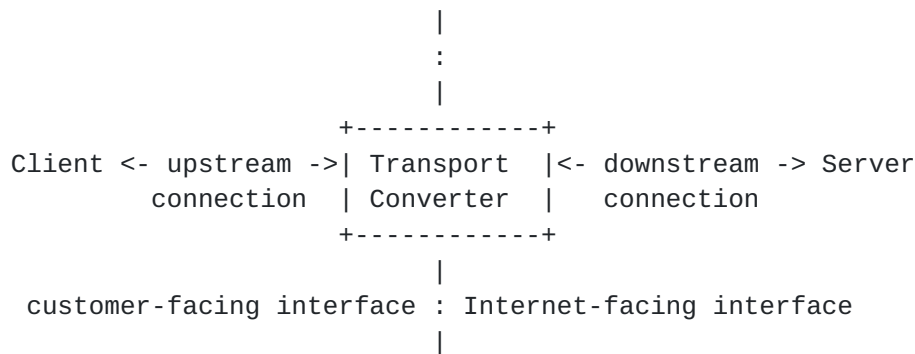 |
:
|
+------------+
Client <- upstream ->| Transport |<- downstream -> Server
connection | Converter | connection
+------------+
|
customer-facing interface : Internet-facing interface
|